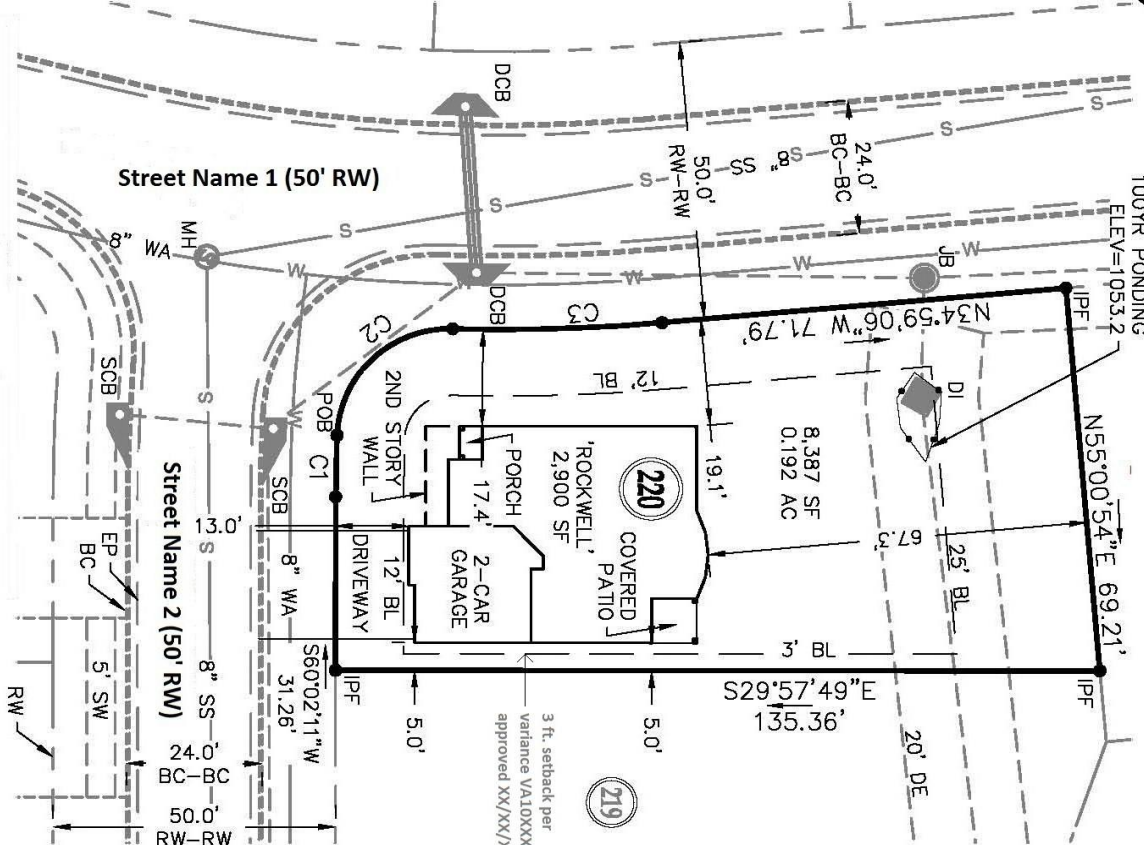 Street Name 1 (50' RW)
DCB
DCB
MH
S
8" WA
W
S
S
S
8" SS
S
S
W
W
W
W
50.0'
RW-RW
24.0'
BC-BC
JB
100YR PONDING
ELEV=1053.2
IPF
N34°59'06"W 71.79'
C3
C2
POB
C1
12' BL
DI
N55°00'54"E 69.21'
8,387 SF
0.192 AC
19.1'
67.3'
25' BL
20' DE
2ND STORY
WALL
PORCH
17.4'
'ROCKWELL'
2,900 SF
220
COVERED
PATIO
2-CAR
GARAGE
12' BL
DRIVEWAY
13.0'
3' BL
S29°57'49"E
135.36'
IPF
IPF
S60°02'11"W
31.26'
5.0'
5.0'
3 ft. setback per
variance VA10XXX
approved XX/XX/
219
SCB
SCB
S
S
S
8" WA
8" SS
Street Name 2 (50' RW)
EP
BC
5' SW
RW
24.0'
BC-BC
50.0'
RW-RW